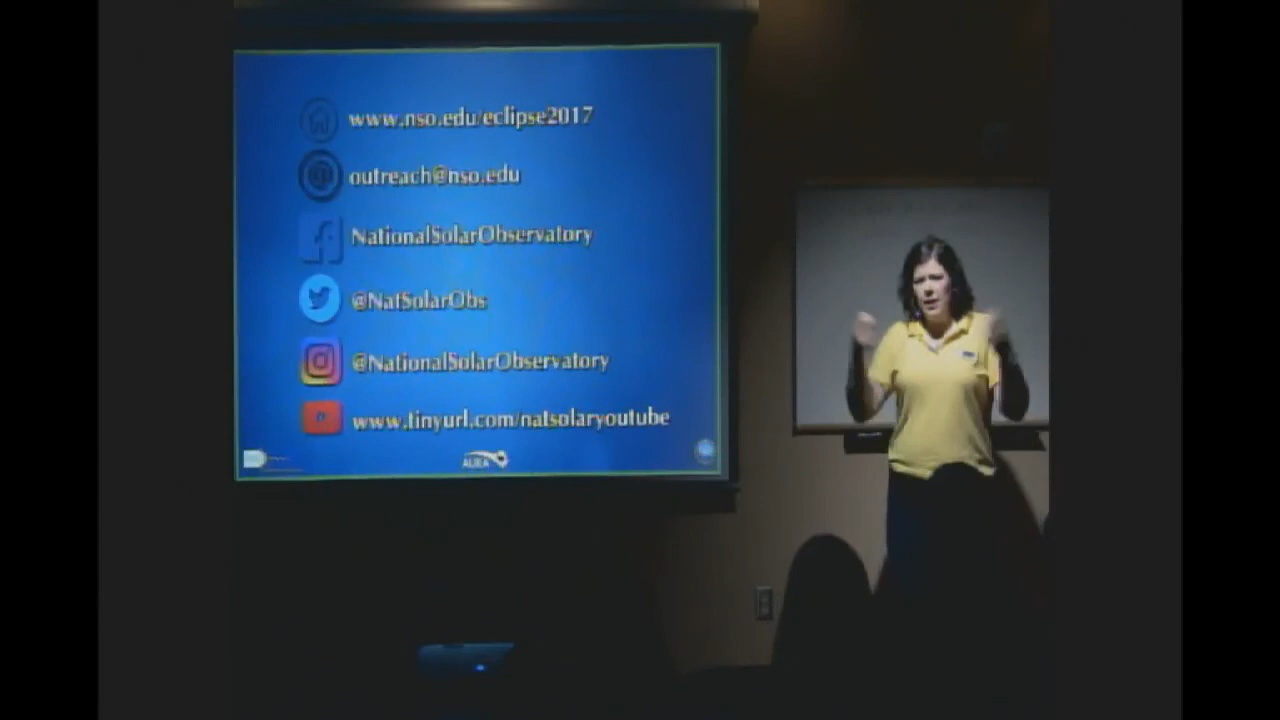 www.nso.edu/eclipse2017
outreach@nso.edu
NationalSolarObservatory
@NatSolarObs
@NationalSolarObservatory
www.tinyurl.com/natsolaryoutube
AURA